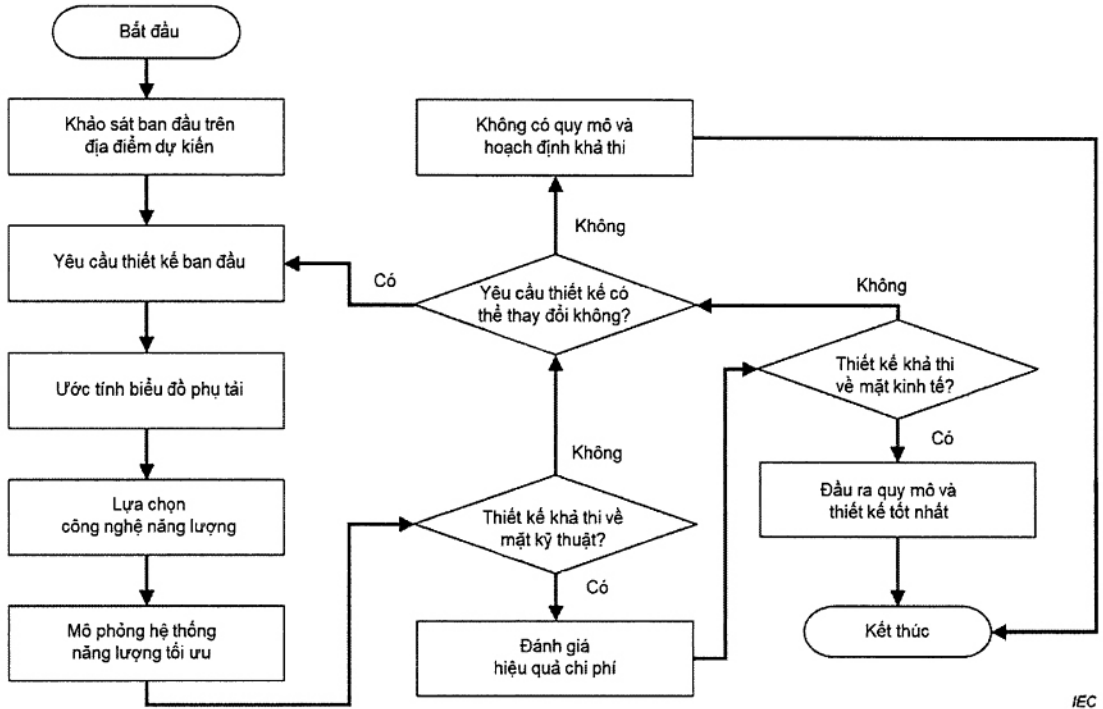 Bắt đầu
Khảo sát ban đầu trên
địa điểm dự kiến
Yêu cầu thiết kế ban đầu
Ước tính biểu đồ phụ tải
Lựa chọn
công nghệ năng lượng
Mô phỏng hệ thống
năng lượng tối ưu
Không có quy mô và
hoạch định khả thi
Không
Có
Yêu cầu thiết kế có
thể thay đổi không?
Không
Thiết kế khả thi về
mặt kỹ thuật?
Có
Đánh giá
hiệu quả chi phí
Không
Thiết kế khả thi
về mặt kinh tế?
Có
Đầu ra quy mô và
thiết kế tốt nhất
Kết thúc
IEC